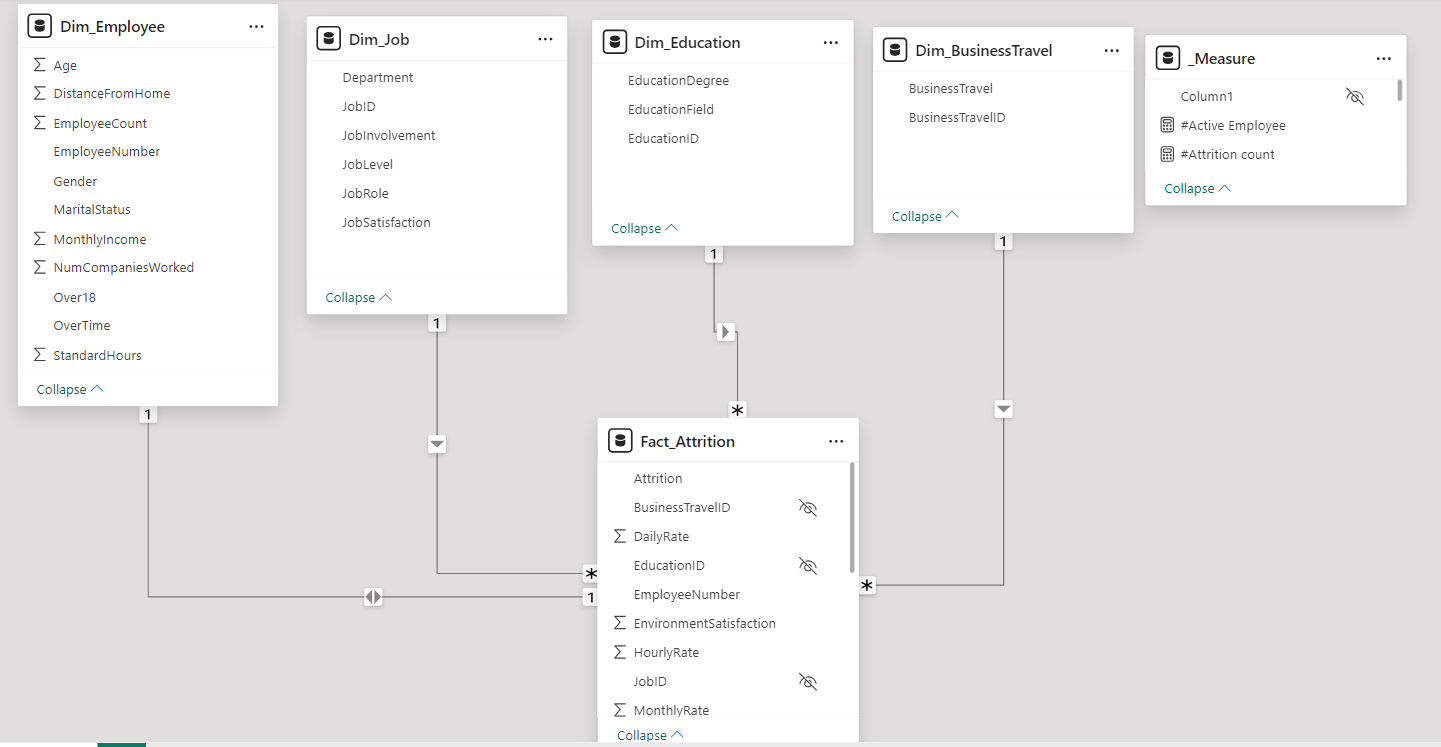 Dim_Employee
Age
DistanceFromHome
EmployeeCount
EmployeeNumber
Gender
MaritalStatus
MonthlyIncome
NumCompaniesWorked
Over18
OverTime
StandardHours
Collapse
1
Dim_Job
Department
JobID
JobInvolvement
JobLevel
JobRole
JobSatisfaction
Collapse
1
Dim_Education
EducationDegree
EducationField
EducationID
Collapse
1
Dim_BusinessTravel
BusinessTravel
BusinessTravelID
Collapse
1
_Measure
Column1
#Active Employee
#Attrition count
Collapse
*
Fact_Attrition
Attrition
BusinessTravelID
DailyRate
EducationID
EmployeeNumber
EnvironmentSatisfaction
HourlyRate
JobID
MonthlyRate
Collapse
*
1
*